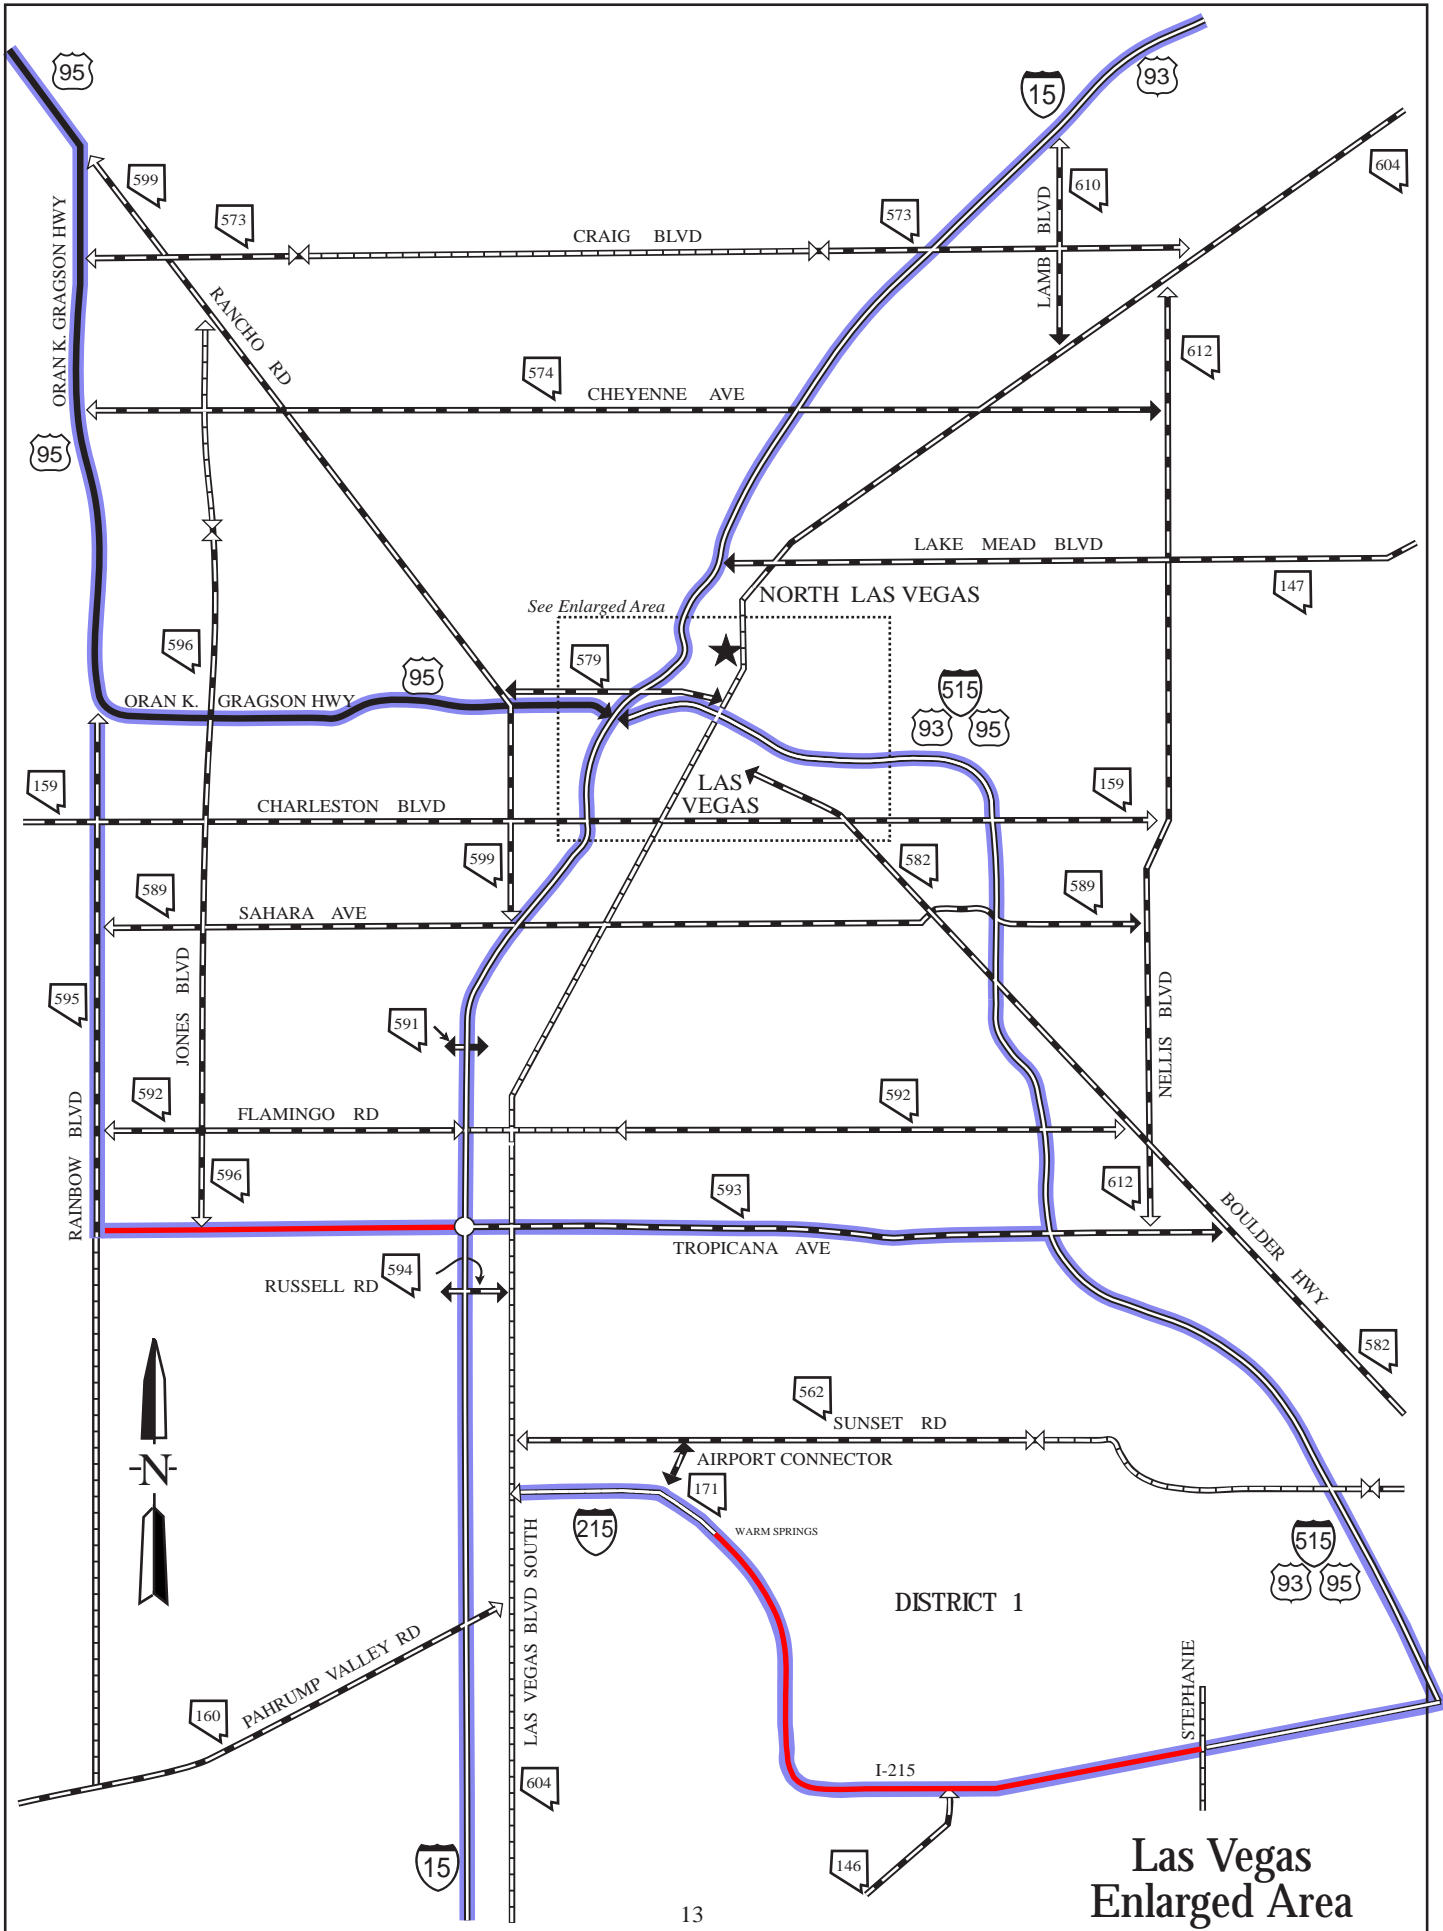 95
93
15
604
599
610
573
573
CRAIG BLVD
LAMB BLVD
ORAN K. GRAGSON HWY
RANCHO RD
612
574
CHEYENNE AVE
95
LAKE MEAD BLVD
147
NORTH LAS VEGAS
See Enlarged Area
596
579
95
515
93 95
ORAN K. GRAGSON HWY
159
LAS
VEGAS
159
CHARLESTON BLVD
599
582
589
589
SAHARA AVE
JONES BLVD
595
591
NELLIS BLVD
592
592
FLAMINGO RD
RAINBOW BLVD
596
593
612
BOULDER HWY
TROPICANA AVE
594
RUSSELL RD
582
562
SUNSET RD
AIRPORT CONNECTOR
171
-N-
215
WARM SPRINGS
LAS VEGAS BLVD SOUTH
515
93 95
DISTRICT 1
PAHRUMP VALLEY RD
160
STEPHANIE
I-215
604
15
146
Las Vegas
Enlarged Area
13